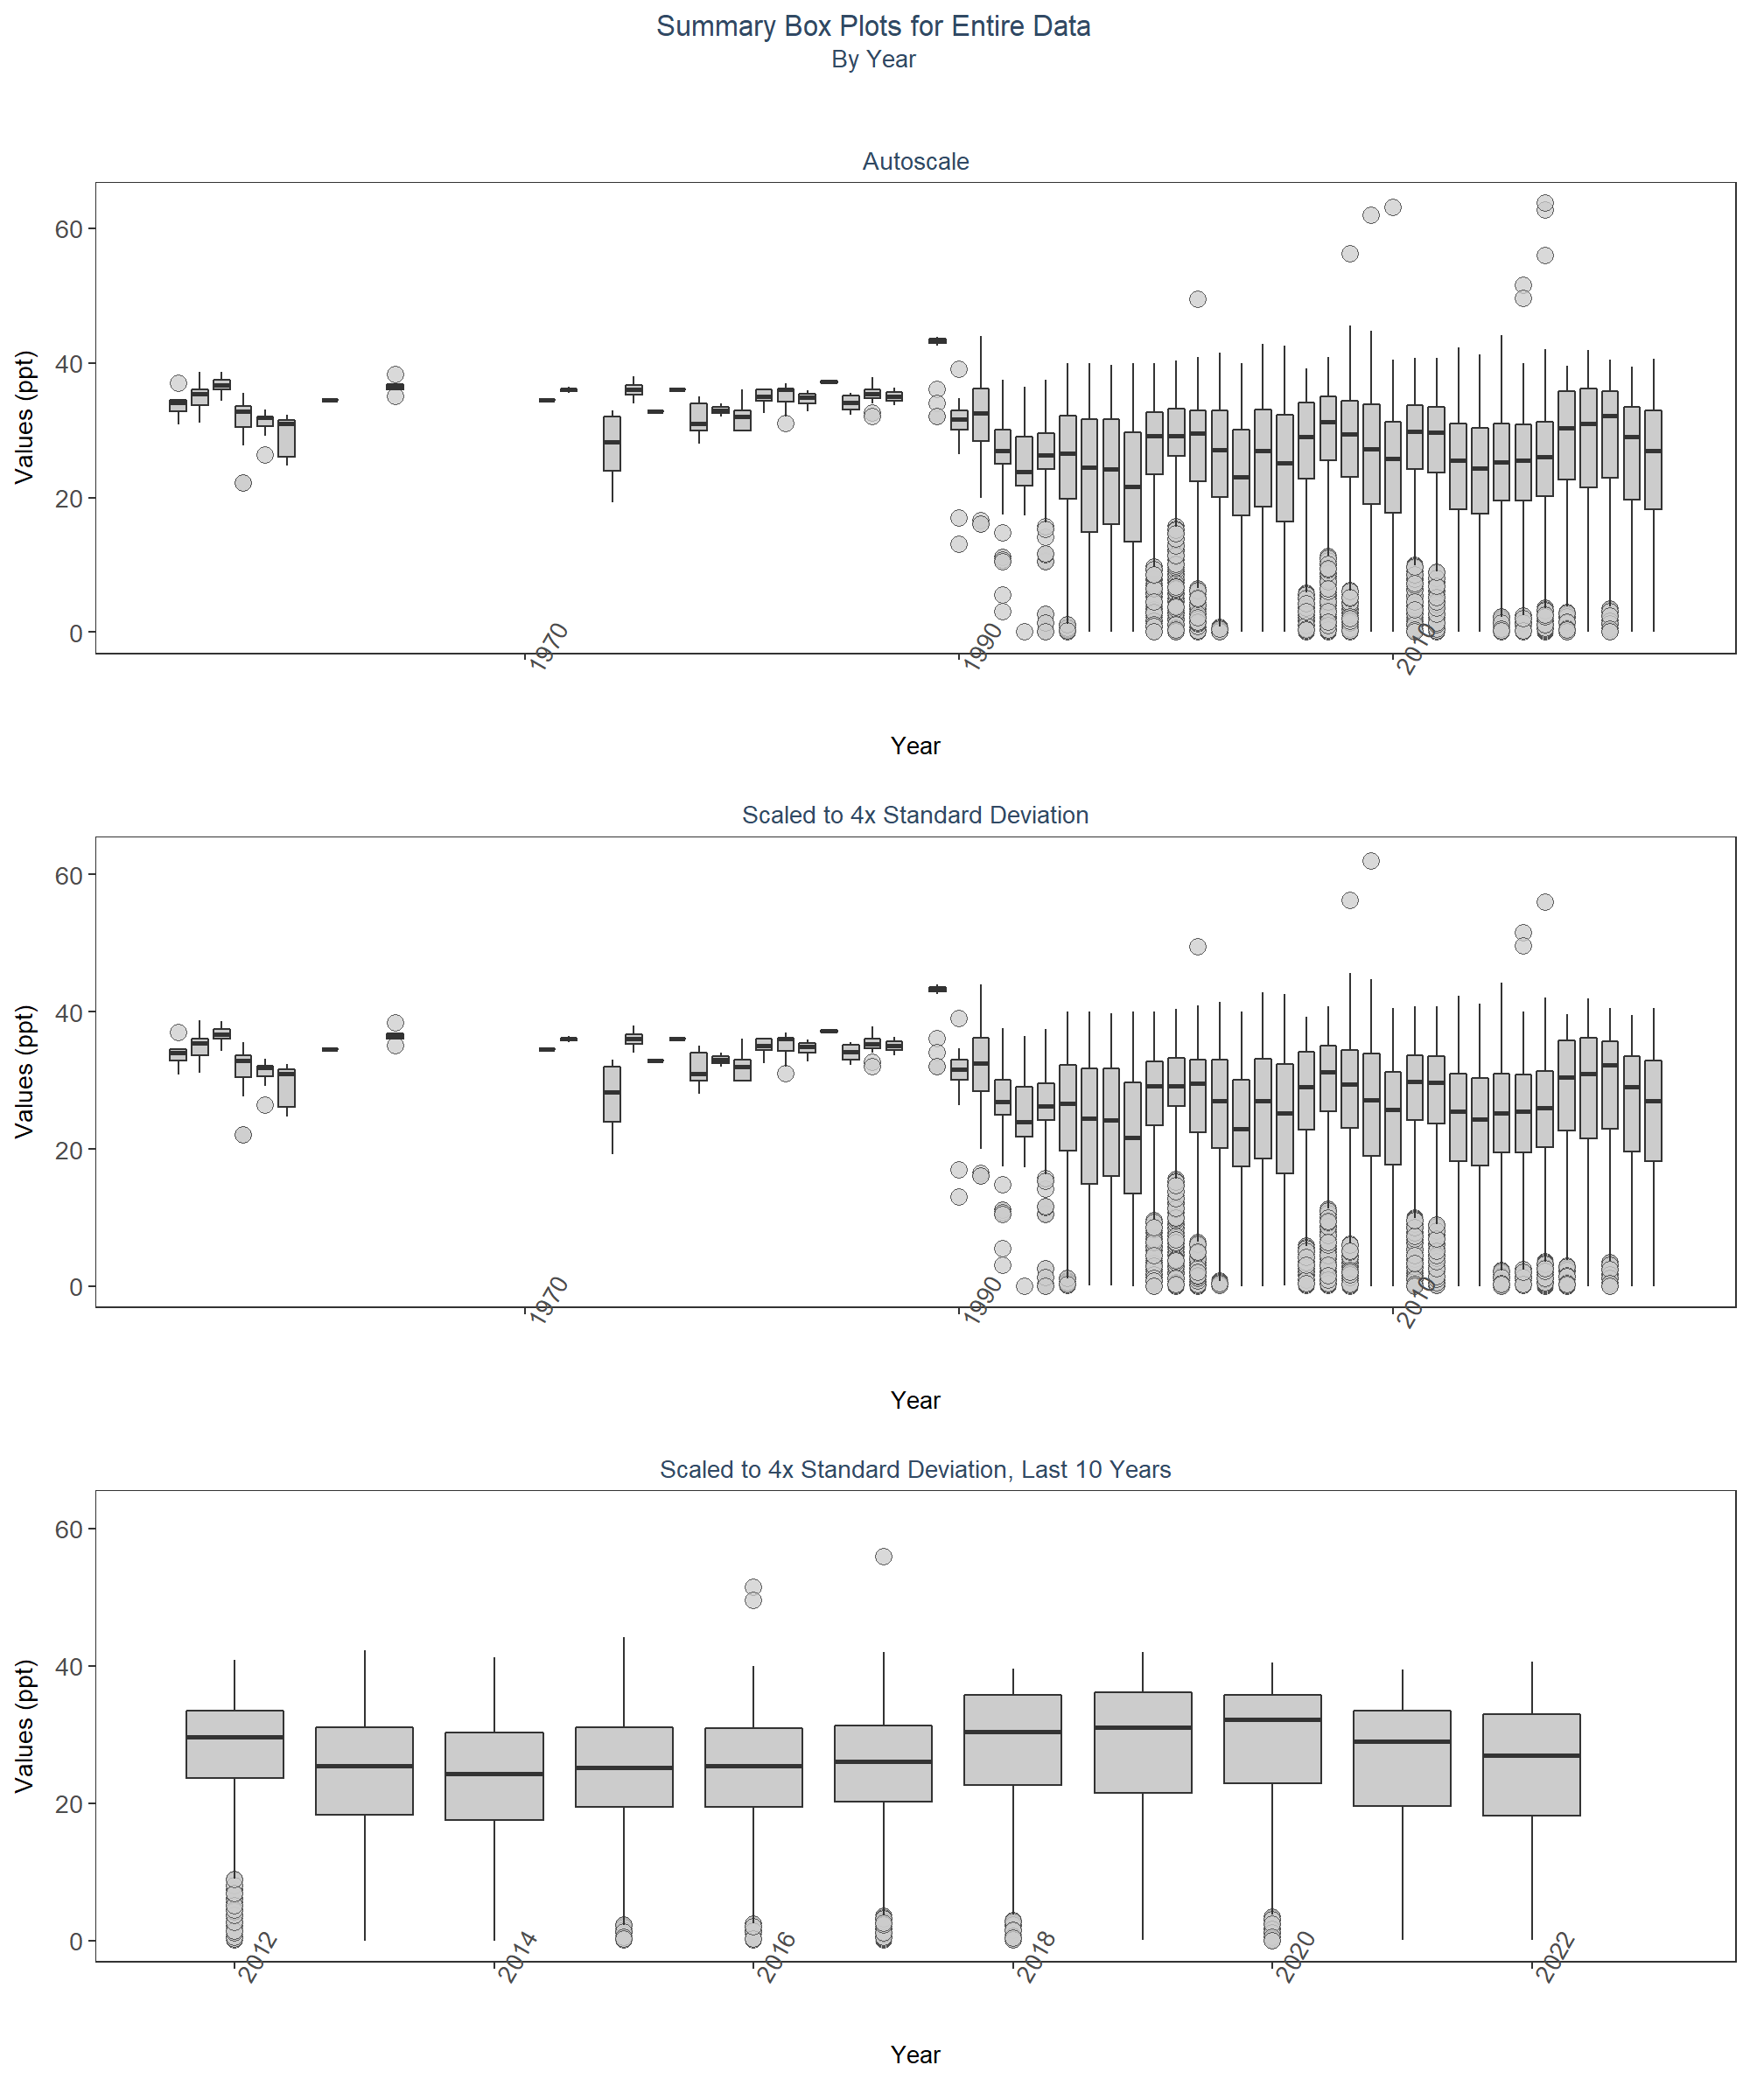 Summary Box Plots for Entire Data
By Year
Autoscale
Values (ppt)
60
40
20
0
1970
1990
2010
Year
Scaled to 4x Standard Deviation
Values (ppt)
60
40
20
0
1970
1990
2010
Year
Scaled to 4x Standard Deviation, Last 10 Years
Values (ppt)
60
40
20
0
2012
2014
2016
2018
2020
2022
Year